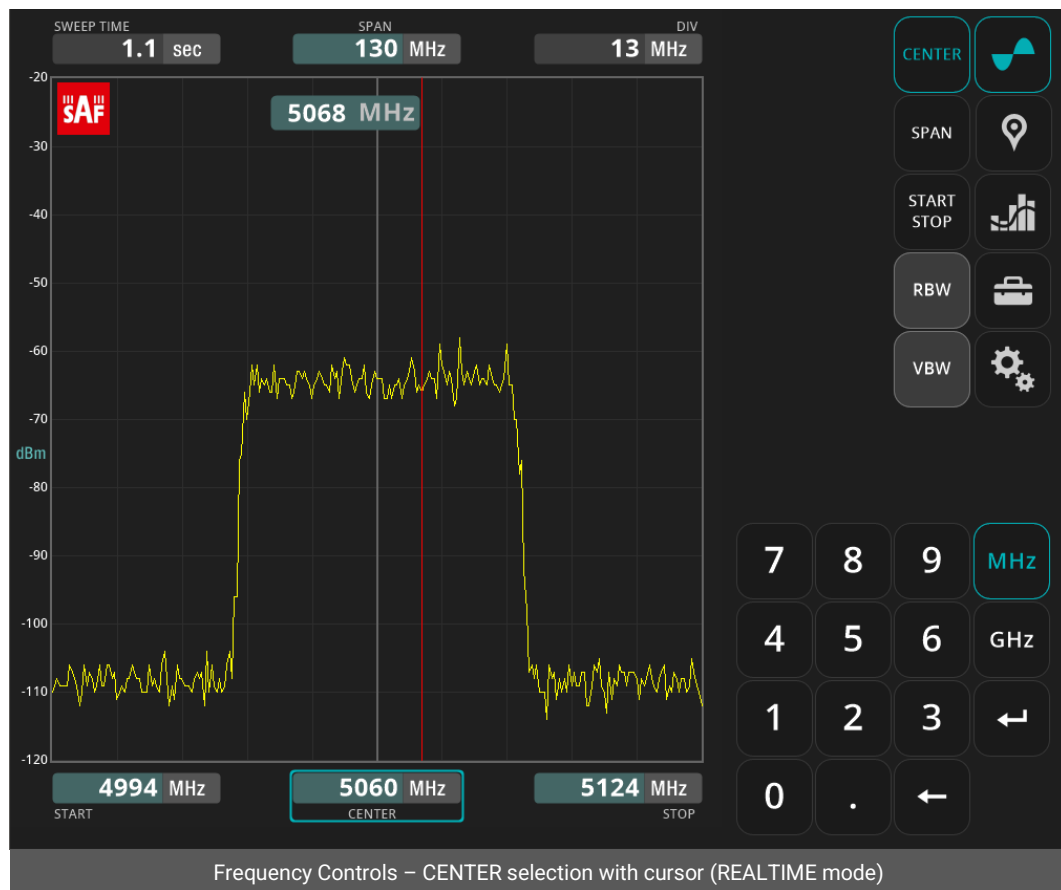 SWEEP TIME
1.1 sec
SPAN
130 MHz
DIV
13 MHz
CENTER
SPAN
START
STOP
RBW
VBW
SAF
5068 MHz
-20
-30
-40
-50
-60
-70
dBm
-80
-90
-100
-110
-120
4994 MHz
START
5060 MHz
CENTER
5124 MHz
STOP
7 8 9 MHz
4 5 6 GHz
1 2 3
0 .
Frequency Controls – CENTER selection with cursor (REALTIME mode)